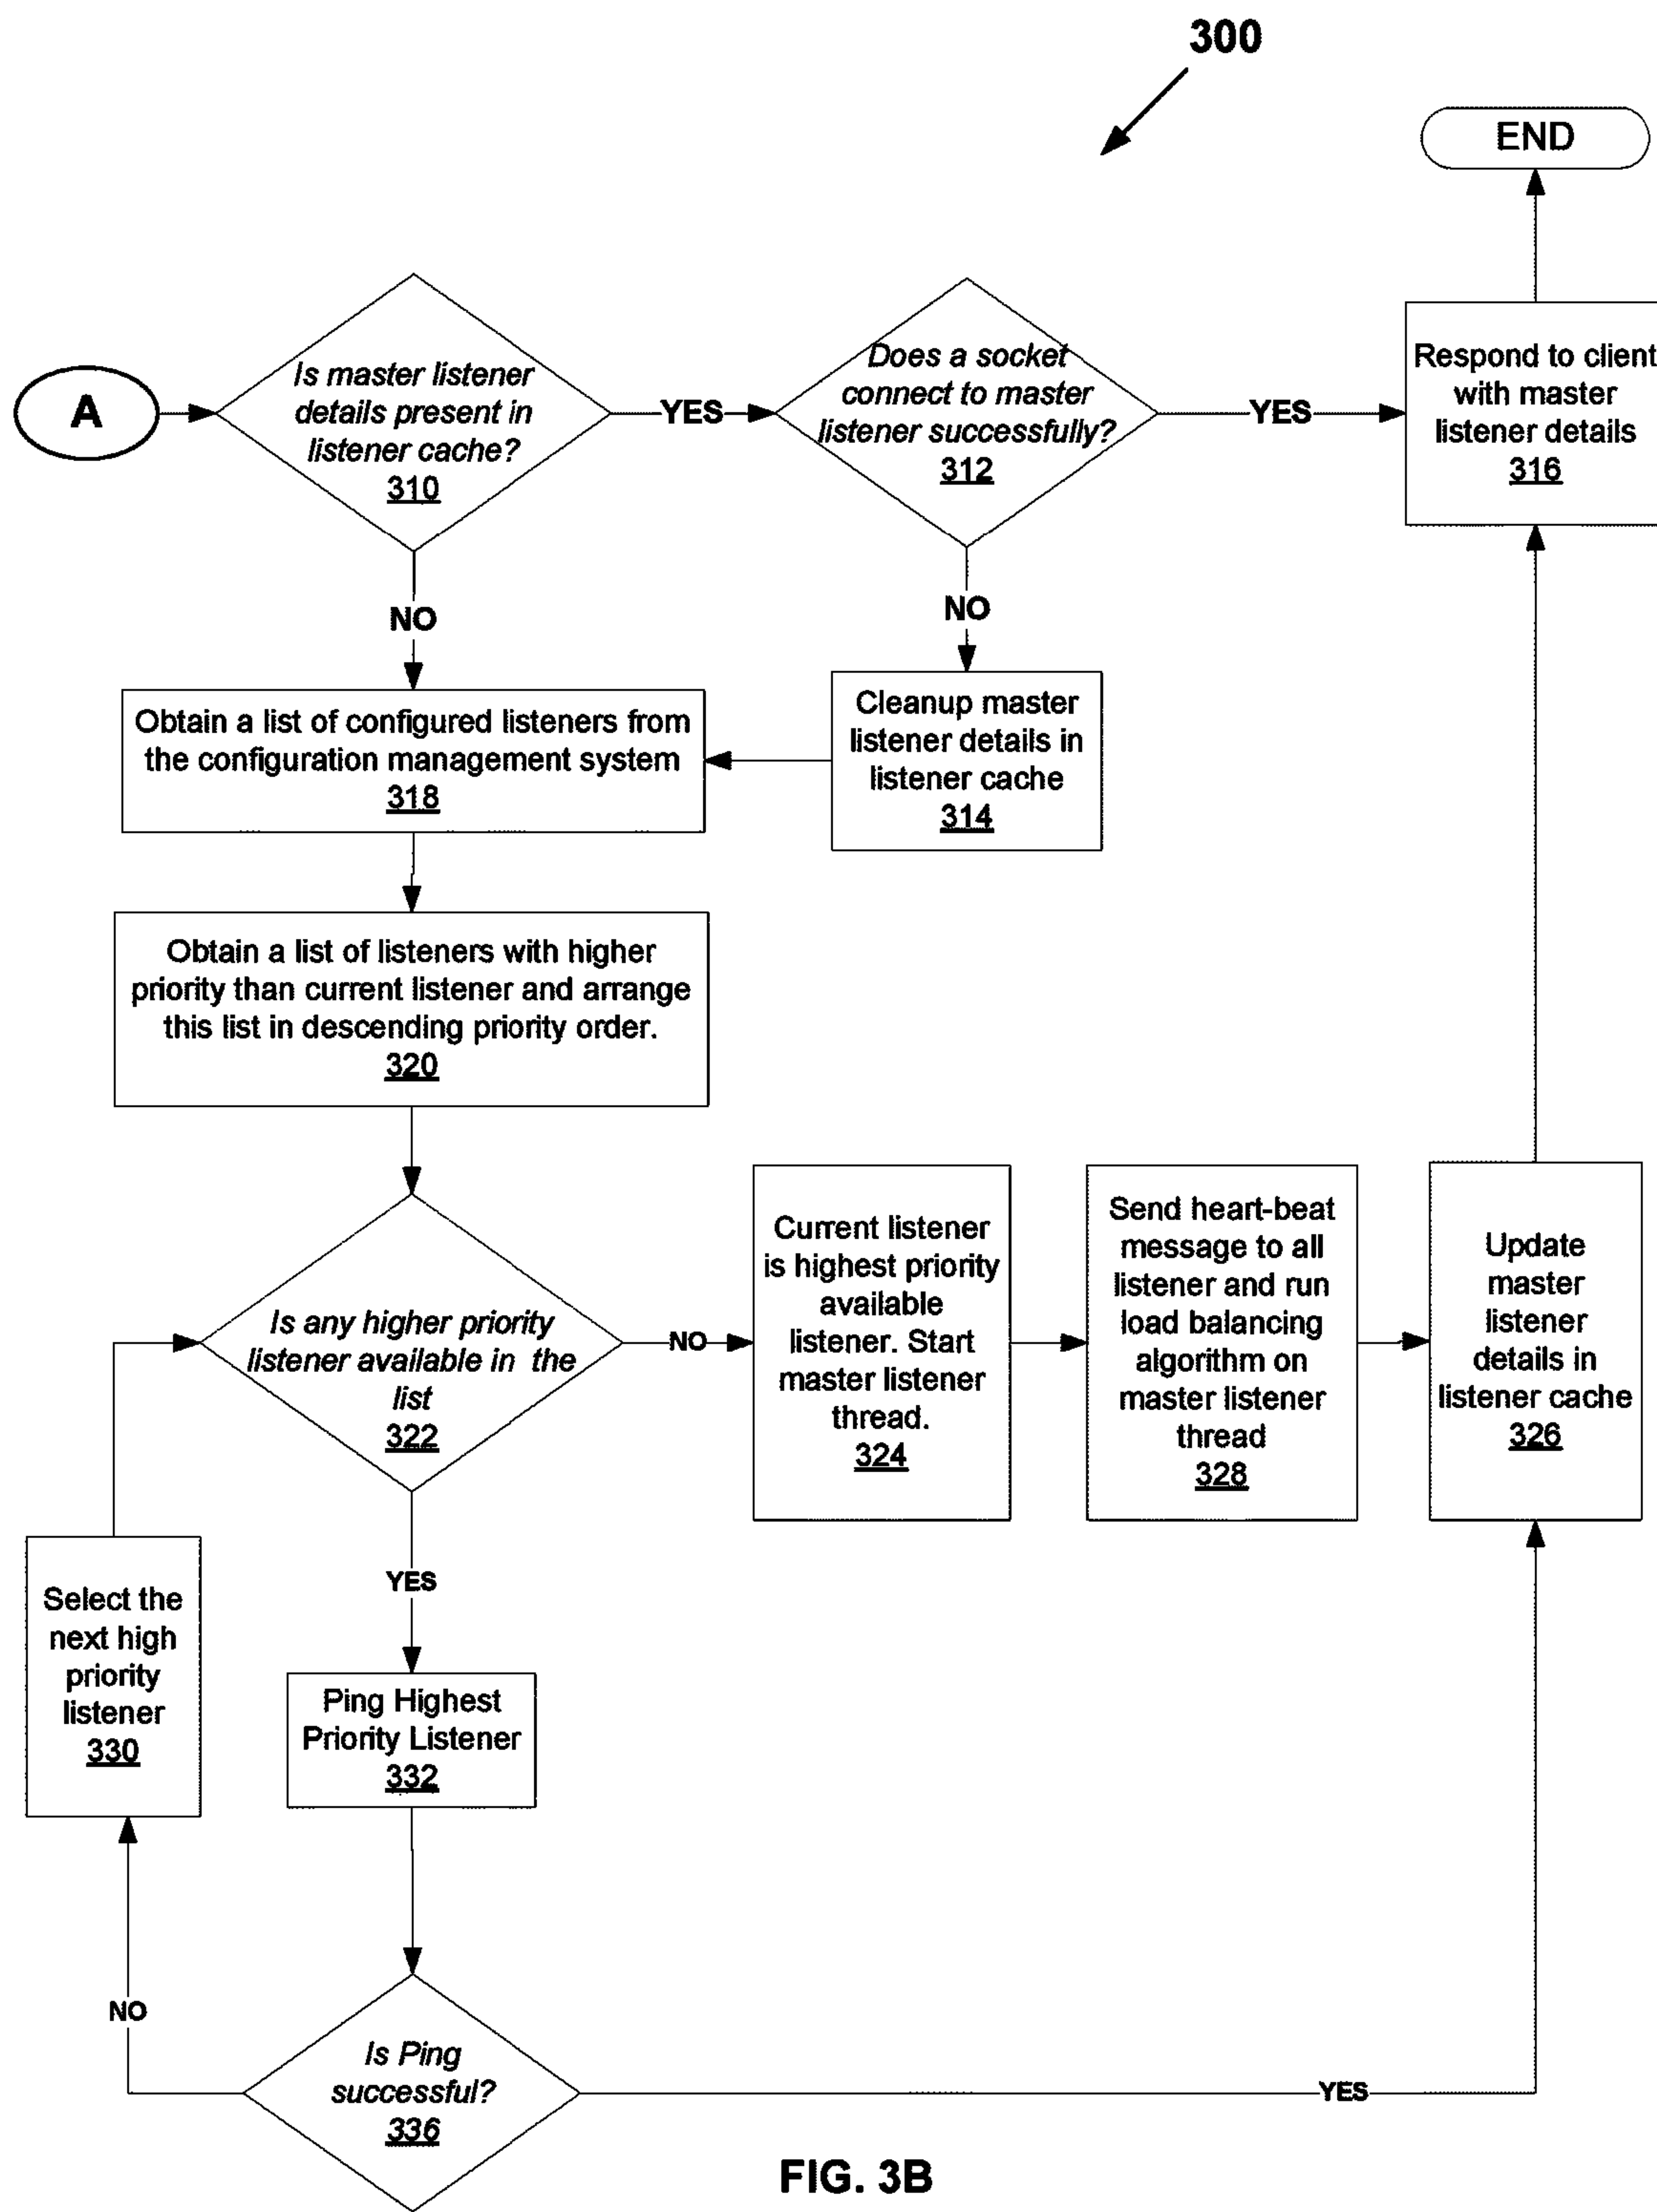 300
END
A
Is master listener
details present in
listener cache?
310
YES
Does a socket
connect to master
listener successfully?
312
YES
Respond to client
with master
listener details
316
NO
NO
Obtain a list of configured listeners from
the configuration management system
318
Cleanup master
listener details in
listener cache
314
Obtain a list of listeners with higher
priority than current listener and arrange
this list in descending priority order.
320
Is any higher priority
listener available in the
list
322
NO
Current listener
is highest priority
available
listener. Start
master listener
thread.
324
Send heart-beat
message to all
listener and run
load balancing
algorithm on
master listener
thread
328
Update
master
listener
details in
listener cache
326
YES
Select the
next high
priority
listener
330
Ping Highest
Priority Listener
332
NO
Is Ping
successful?
336
YES
FIG. 3B